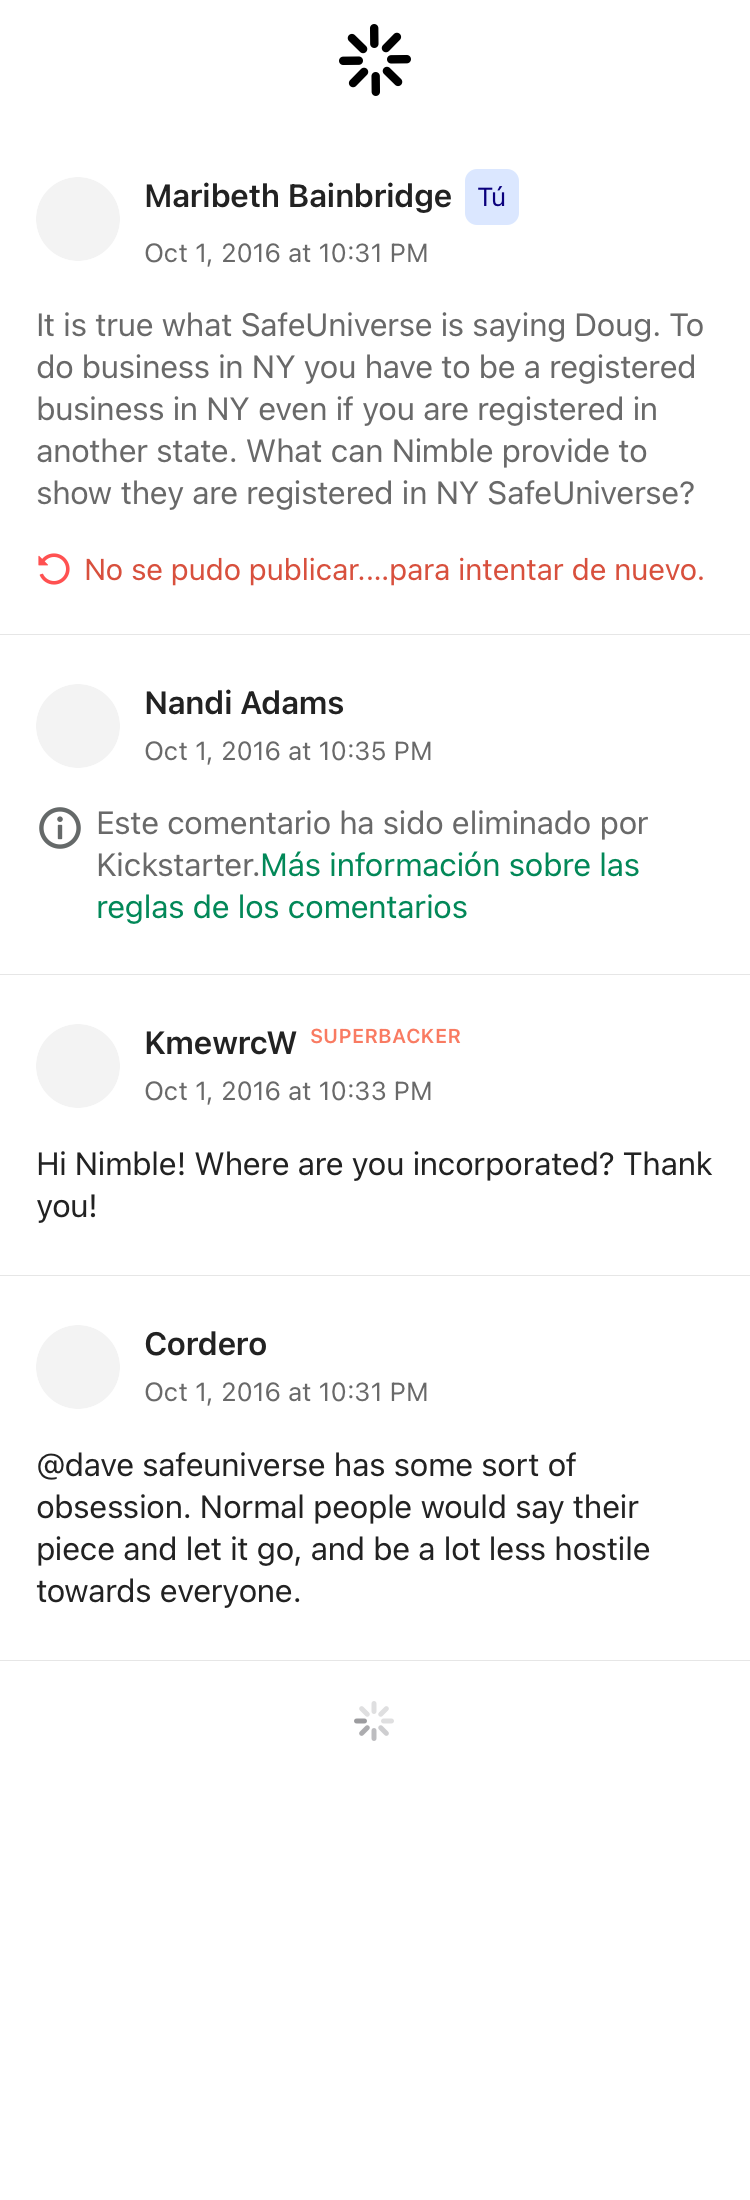 Maribeth Bainbridge Tú
Oct 1, 2016 at 10:31 PM
It is true what SafeUniverse is saying Doug. To
do business in NY you have to be a registered
business in NY even if you are registered in
another state. What can Nimble provide to
show they are registered in NY SafeUniverse?
No se pudo publicar....para intentar de nuevo.
Nandi Adams
Oct 1, 2016 at 10:35 PM
Este comentario ha sido eliminado por
Kickstarter.Más información sobre las
reglas de los comentarios
KmewrcW SUPERBACKER
Oct 1, 2016 at 10:33 PM
Hi Nimble! Where are you incorporated? Thank
you!
Cordero
Oct 1, 2016 at 10:31 PM
@dave safeuniverse has some sort of
obsession. Normal people would say their
piece and let it go, and be a lot less hostile
towards everyone.